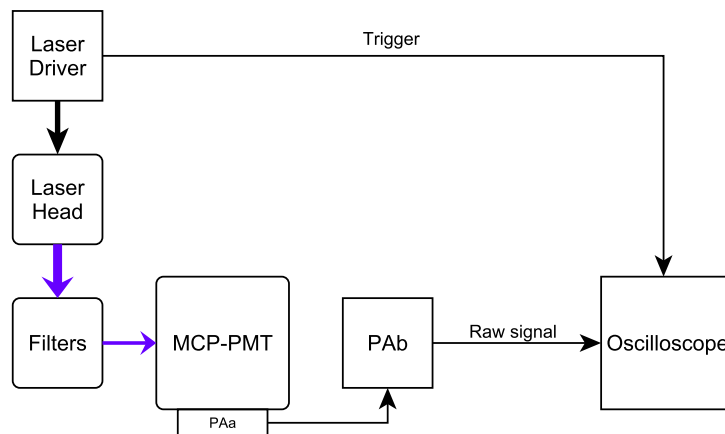 Laser
Driver
Trigger
Laser
Head
Filters
MCP-PMT
PAb
Raw signal
Oscilloscope
PAa